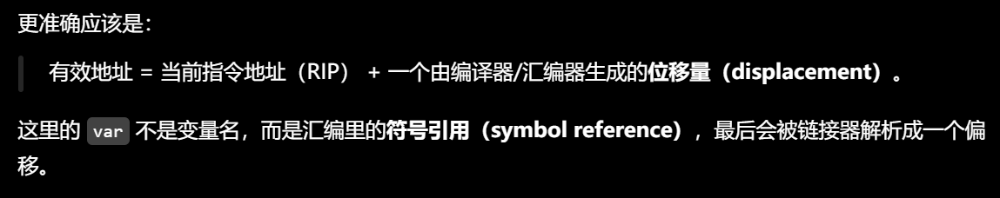 更准确应该是：
有效地址 = 当前指令地址（RIP） + 一个由编译器/汇编器生成的位移量（displacement）。
这里的 var 不是变量名，而是汇编里的符号引用（symbol reference），最后会被链接器解析成一个偏
移。